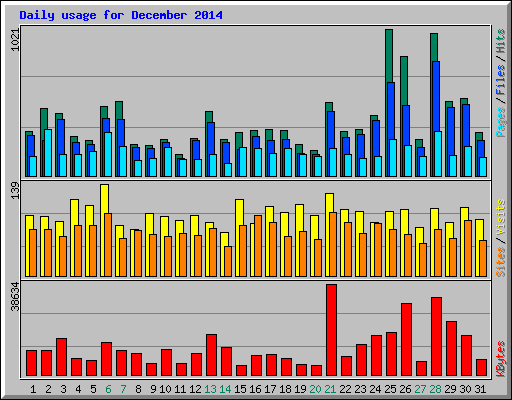 Daily usage for December 2014
1021
Pages / Files / Hits
139
Sites / Visits
38634
KBytes
1 2 3 4 5 6 7 8 9 10 11 12 13 14 15 16 17 18 19 20 21 22 23 24 25 26 27 28 29 30 31